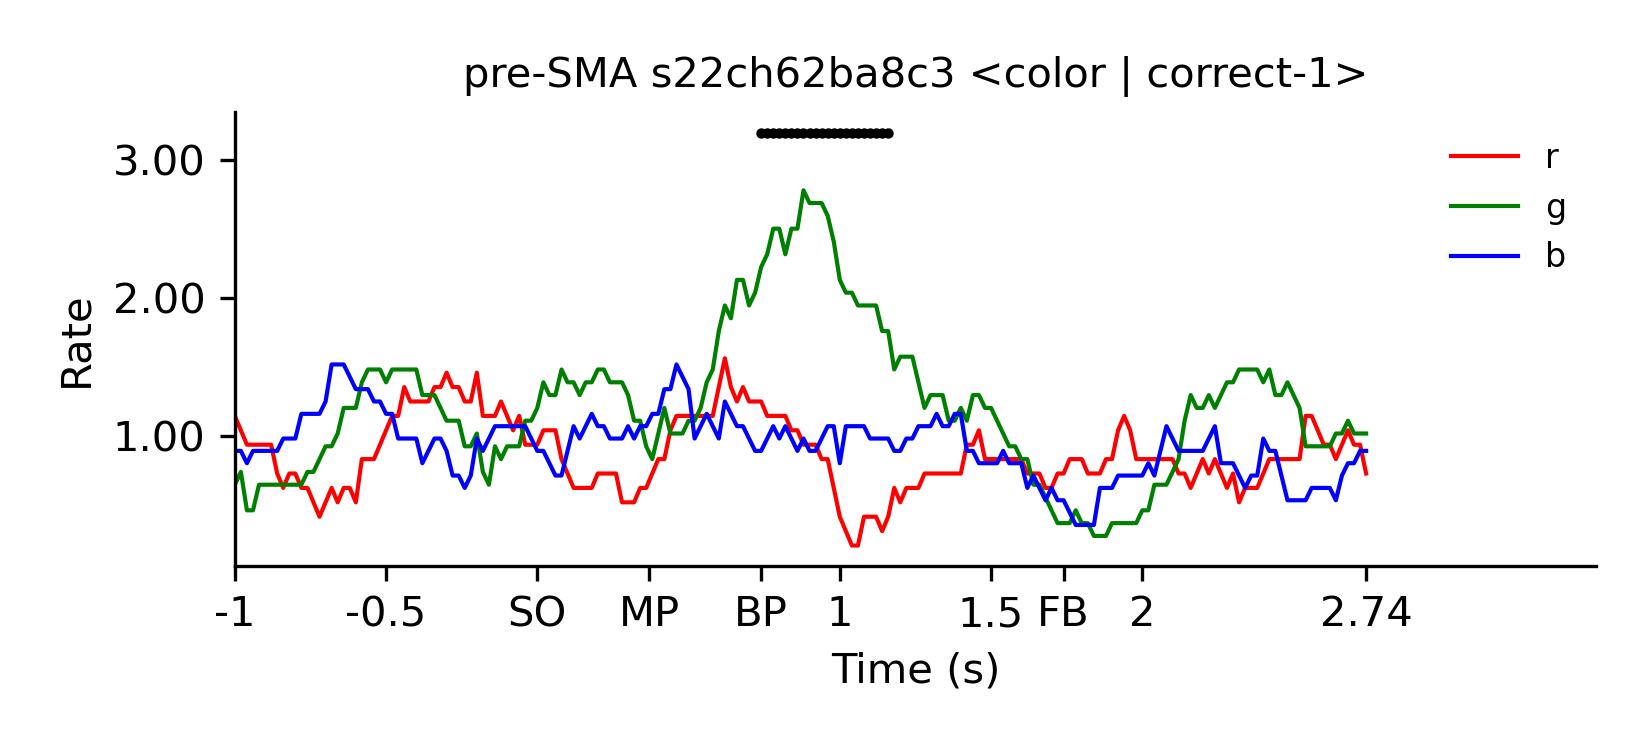 pre-SMA s22ch62ba8c3 <color | correct-1>
3.00
2.00
1.00
Rate
r
g
b
-1 -0.5 SO MP BP 1 1.5 FB 2 2.74
Time (s)